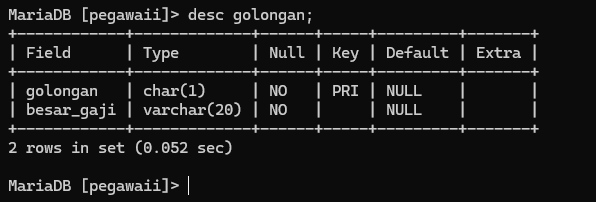 MariaDB [pegawaii]> desc golongan;
+------------+-------------+------+-----+---------+-------+
| Field      | Type        | Null | Key | Default | Extra |
+------------+-------------+------+-----+---------+-------+
| golongan   | char(1)     | NO   | PRI | NULL    |       |
| besar_gaji | varchar(20) | NO   |     | NULL    |       |
+------------+-------------+------+-----+---------+-------+
2 rows in set (0.052 sec)
MariaDB [pegawaii]>